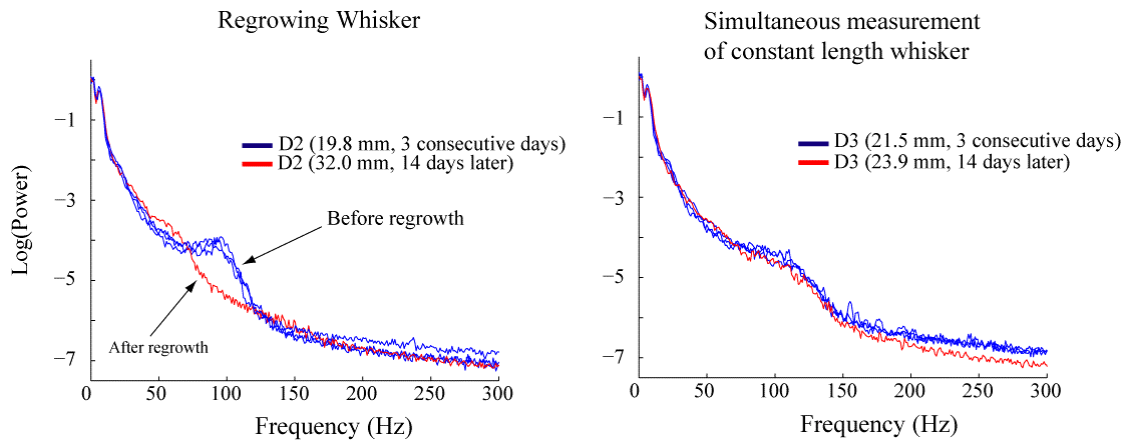 Regrowing Whisker
Simultaneous measurement
of constant length whisker
Log(Power)
−1
−3
−5
−7
D2 (19.8 mm, 3 consecutive days)
D2 (32.0 mm, 14 days later)
Before regrowth
After regrowth
0 50 100 150 200 250 300
Frequency (Hz)
−1
−3
−5
−7
D3 (21.5 mm, 3 consecutive days)
D3 (23.9 mm, 14 days later)
0 50 100 150 200 250 300
Frequency (Hz)